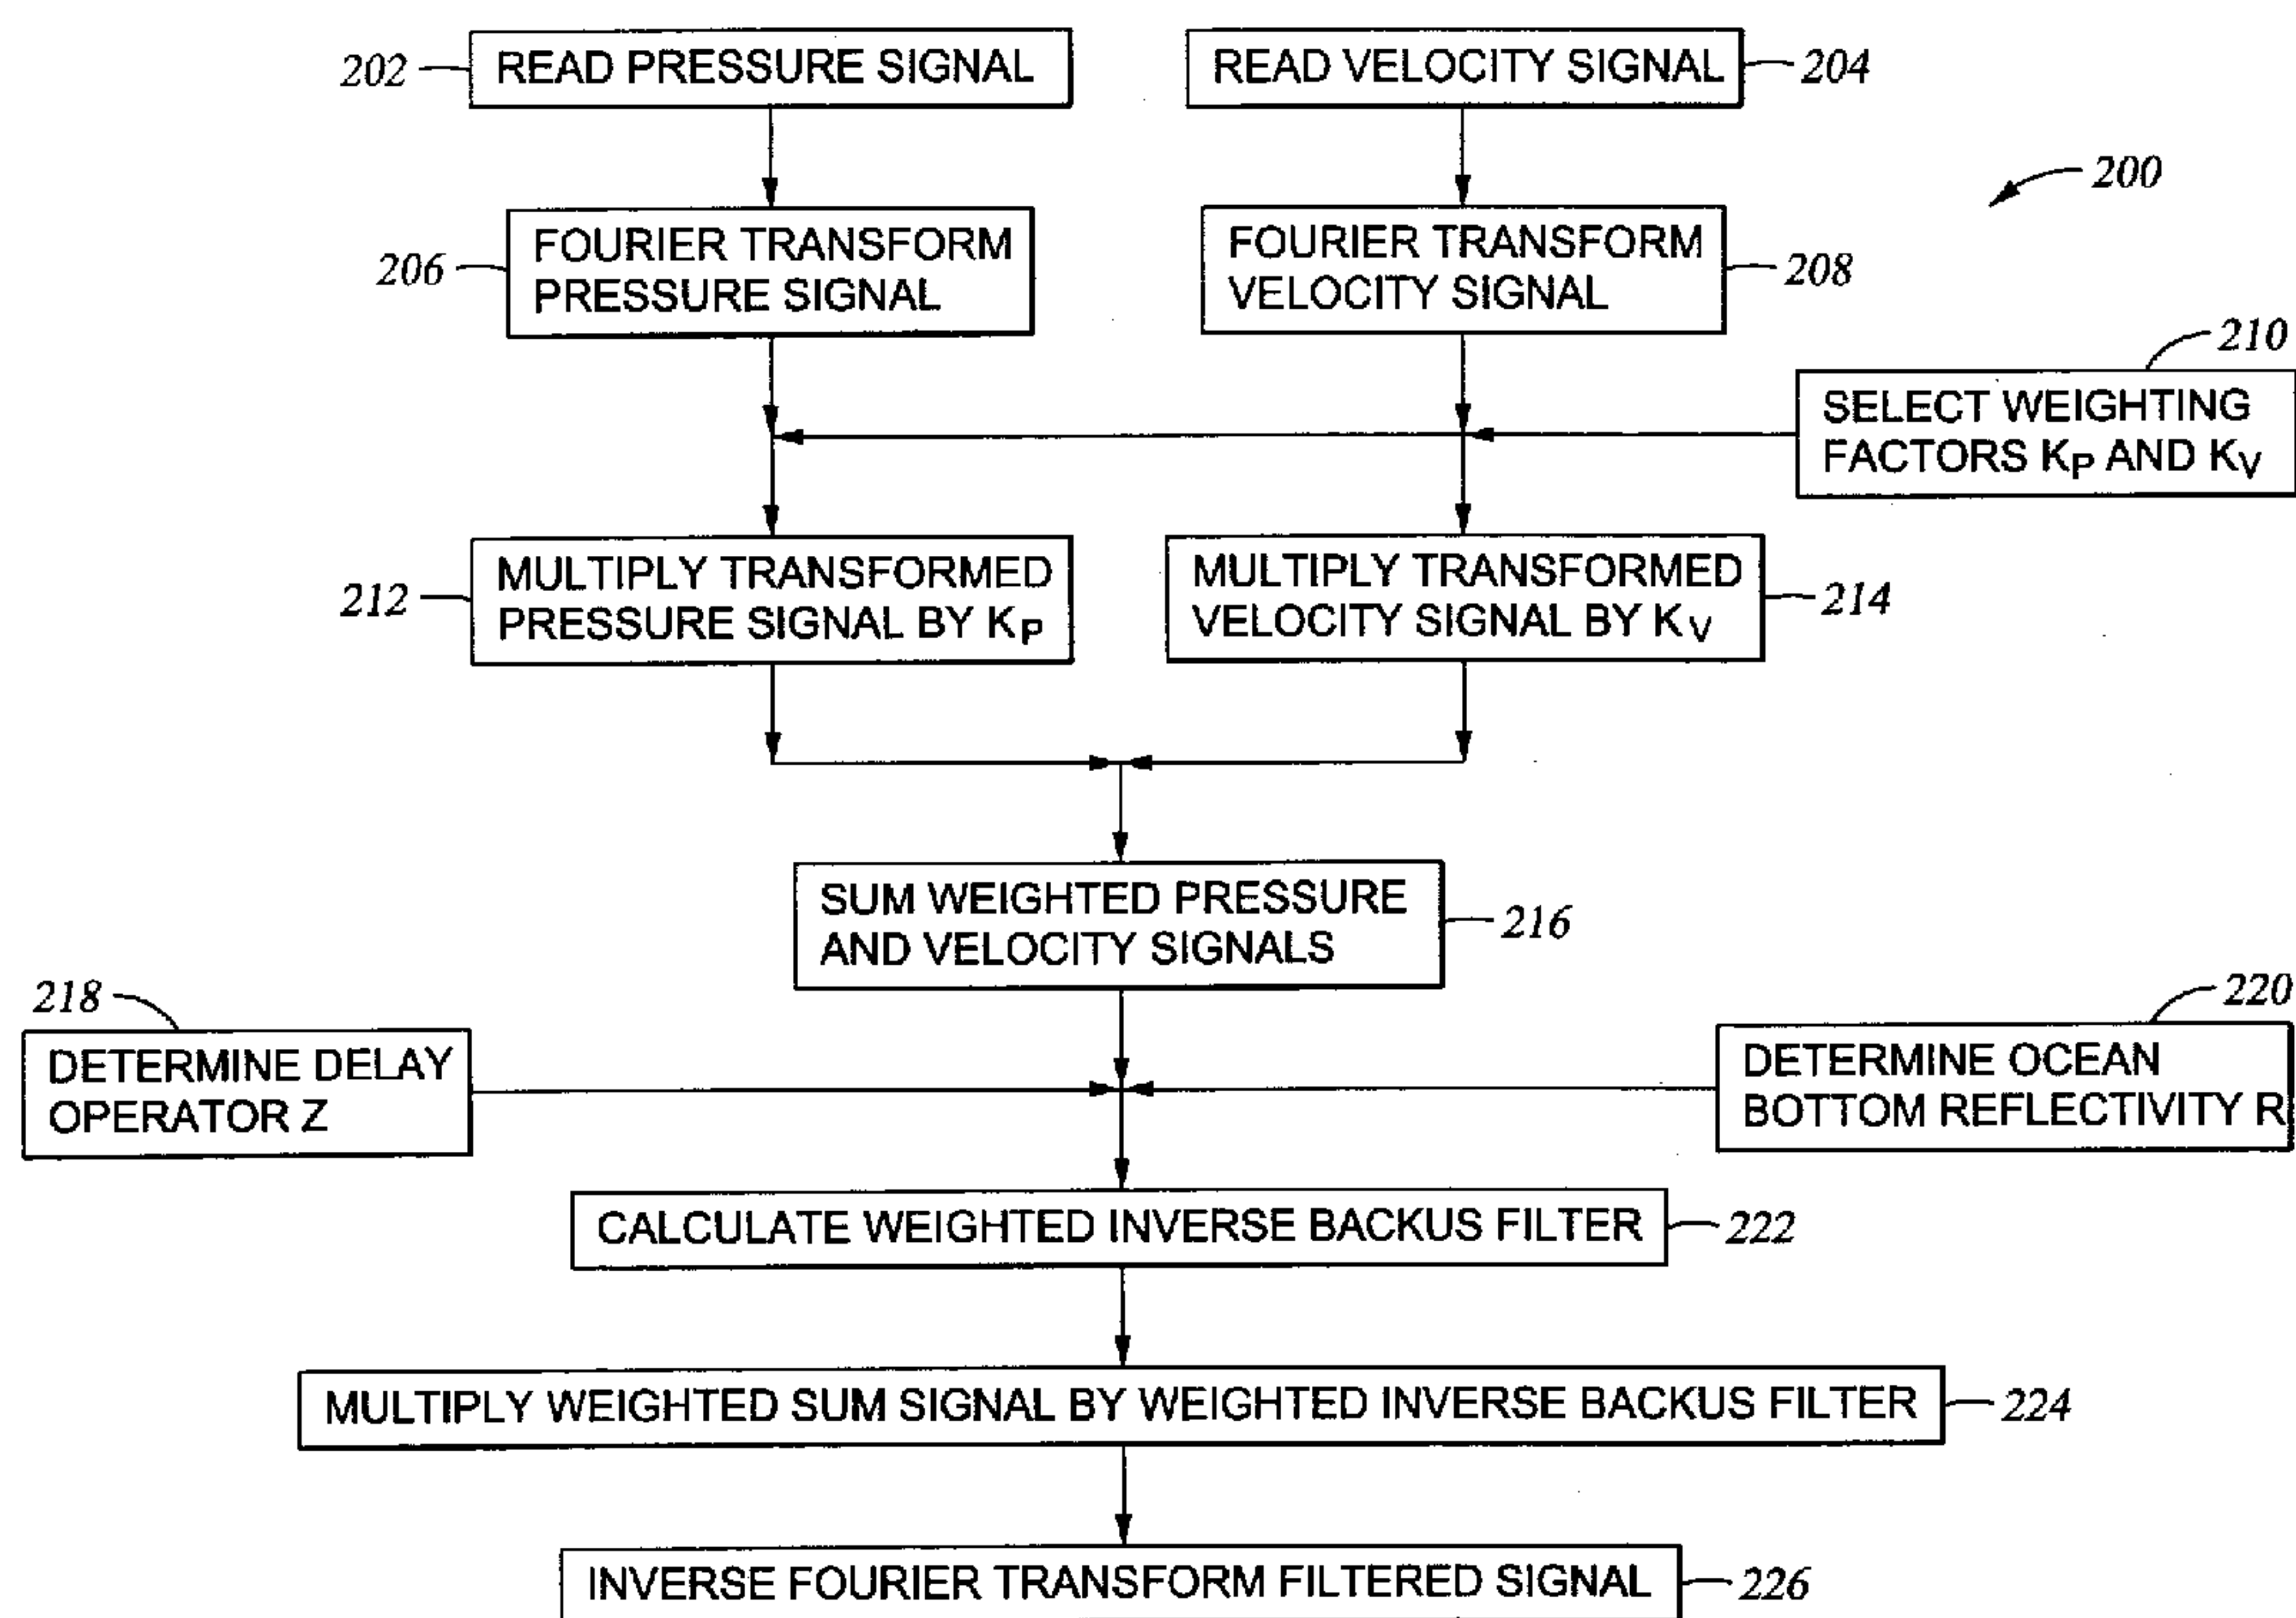 202
READ PRESSURE SIGNAL
READ VELOCITY SIGNAL
204
200
206
FOURIER TRANSFORM
PRESSURE SIGNAL
FOURIER TRANSFORM
VELOCITY SIGNAL
208
210
SELECT WEIGHTING
FACTORS KP AND KV
212
MULTIPLY TRANSFORMED
PRESSURE SIGNAL BY KP
MULTIPLY TRANSFORMED
VELOCITY SIGNAL BY KV
214
SUM WEIGHTED PRESSURE
AND VELOCITY SIGNALS
216
218
DETERMINE DELAY
OPERATOR Z
220
DETERMINE OCEAN
BOTTOM REFLECTIVITY R
CALCULATE WEIGHTED INVERSE BACKUS FILTER
222
MULTIPLY WEIGHTED SUM SIGNAL BY WEIGHTED INVERSE BACKUS FILTER
224
INVERSE FOURIER TRANSFORM FILTERED SIGNAL
226